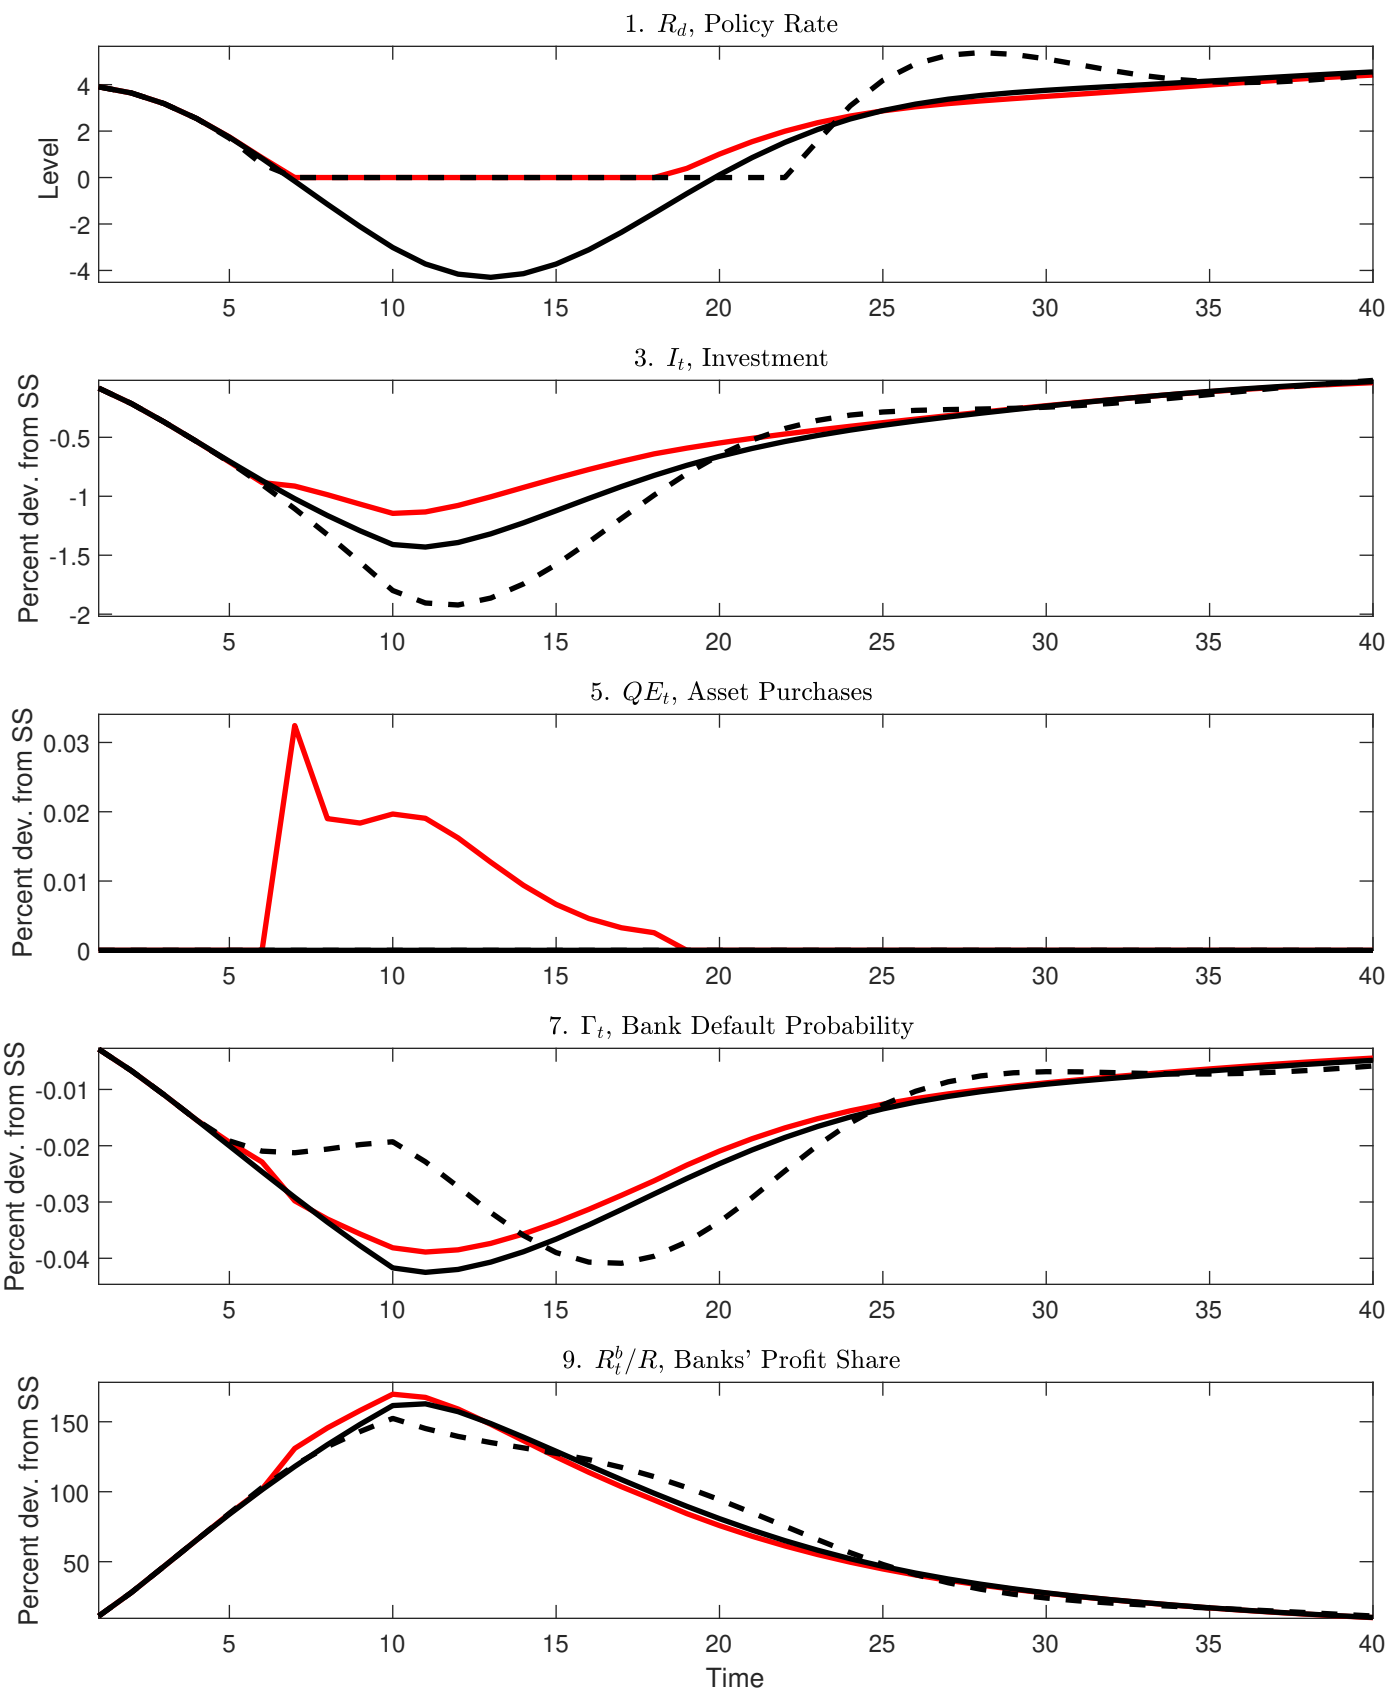 1. R_d, Policy Rate
Level
4
2
0
-2
-4
5 10 15 20 25 30 35 40
3. I_t, Investment
Percent dev. from SS
-0.5
-1
-1.5
-2
5 10 15 20 25 30 35 40
5. QE_t, Asset Purchases
Percent dev. from SS
0.03
0.02
0.01
0
5 10 15 20 25 30 35 40
7. Γ_t, Bank Default Probability
Percent dev. from SS
-0.01
-0.02
-0.03
-0.04
5 10 15 20 25 30 35 40
9. R_t^b/R, Banks' Profit Share
Percent dev. from SS
150
100
50
5 10 15 20 25 30 35 40
Time